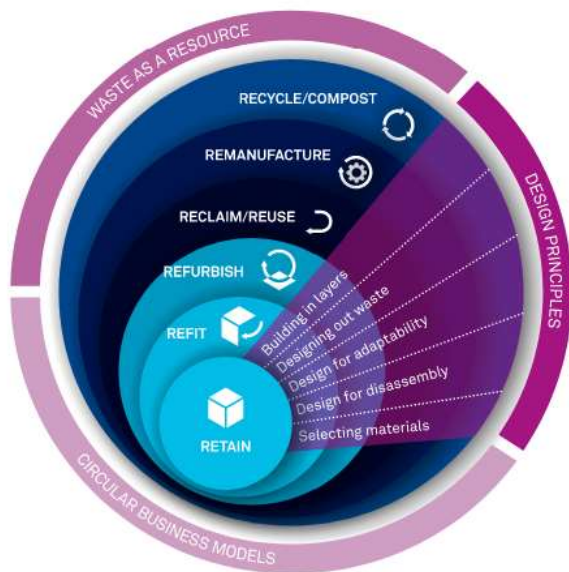 WASTE AS A RESOURCE
RECYCLE/COMPOST
REMANUFACTURE
RECLAIM/REUSE
REFURBISH
REFIT
RETAIN
Building in layers
Designing out waste
Design for adaptability
Design for disassembly
Selecting materials
DESIGN PRINCIPLES
CIRCULAR BUSINESS MODELS